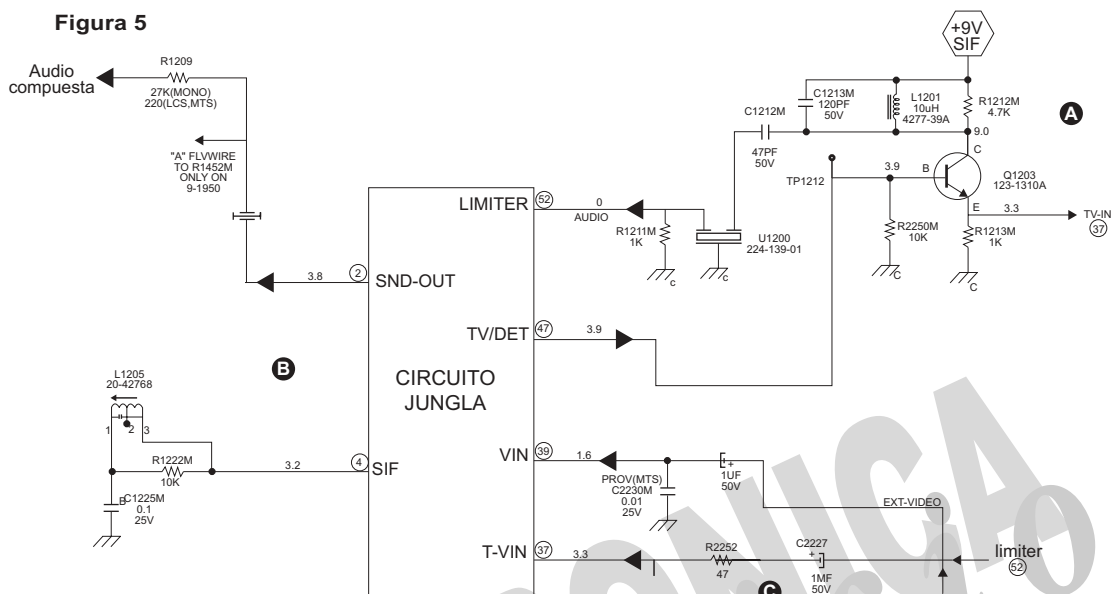 Figura 5
+9V
SIF
Audio
compuesta
R1209
27K(MONO)
220(LCS,MTS)
"A" FLVWIRE
TO R1452M
ONLY ON
9-1950
C1212M
47PF
50V
C1213M
120PF
50V
L1201
10uH
4277-39A
R1212M
4.7K
A
9.0
C
B
E
3.9
Q1203
123-1310A
TP1212
3.3
TV-IN
37
R2250M
10K
C
R1213M
1K
C
LIMITER
52
0
AUDIO
R1211M
1K
c
U1200
224-139-01
c
3.8
2
SND-OUT
TV/DET
47
3.9
B
CIRCUITO
JUNGLA
L1205
20-42768
1
2
3
R1222M
10K
B
C1225M
0.1
25V
3.2
4
SIF
VIN
39
1.6
PROV(MTS)
C2230M
0.01
25V
+
1UF
50V
EXT-VIDEO
T-VIN
37
3.3
R2252
47
C2227
+
1MF
50V
limiter
52
C
ONICA